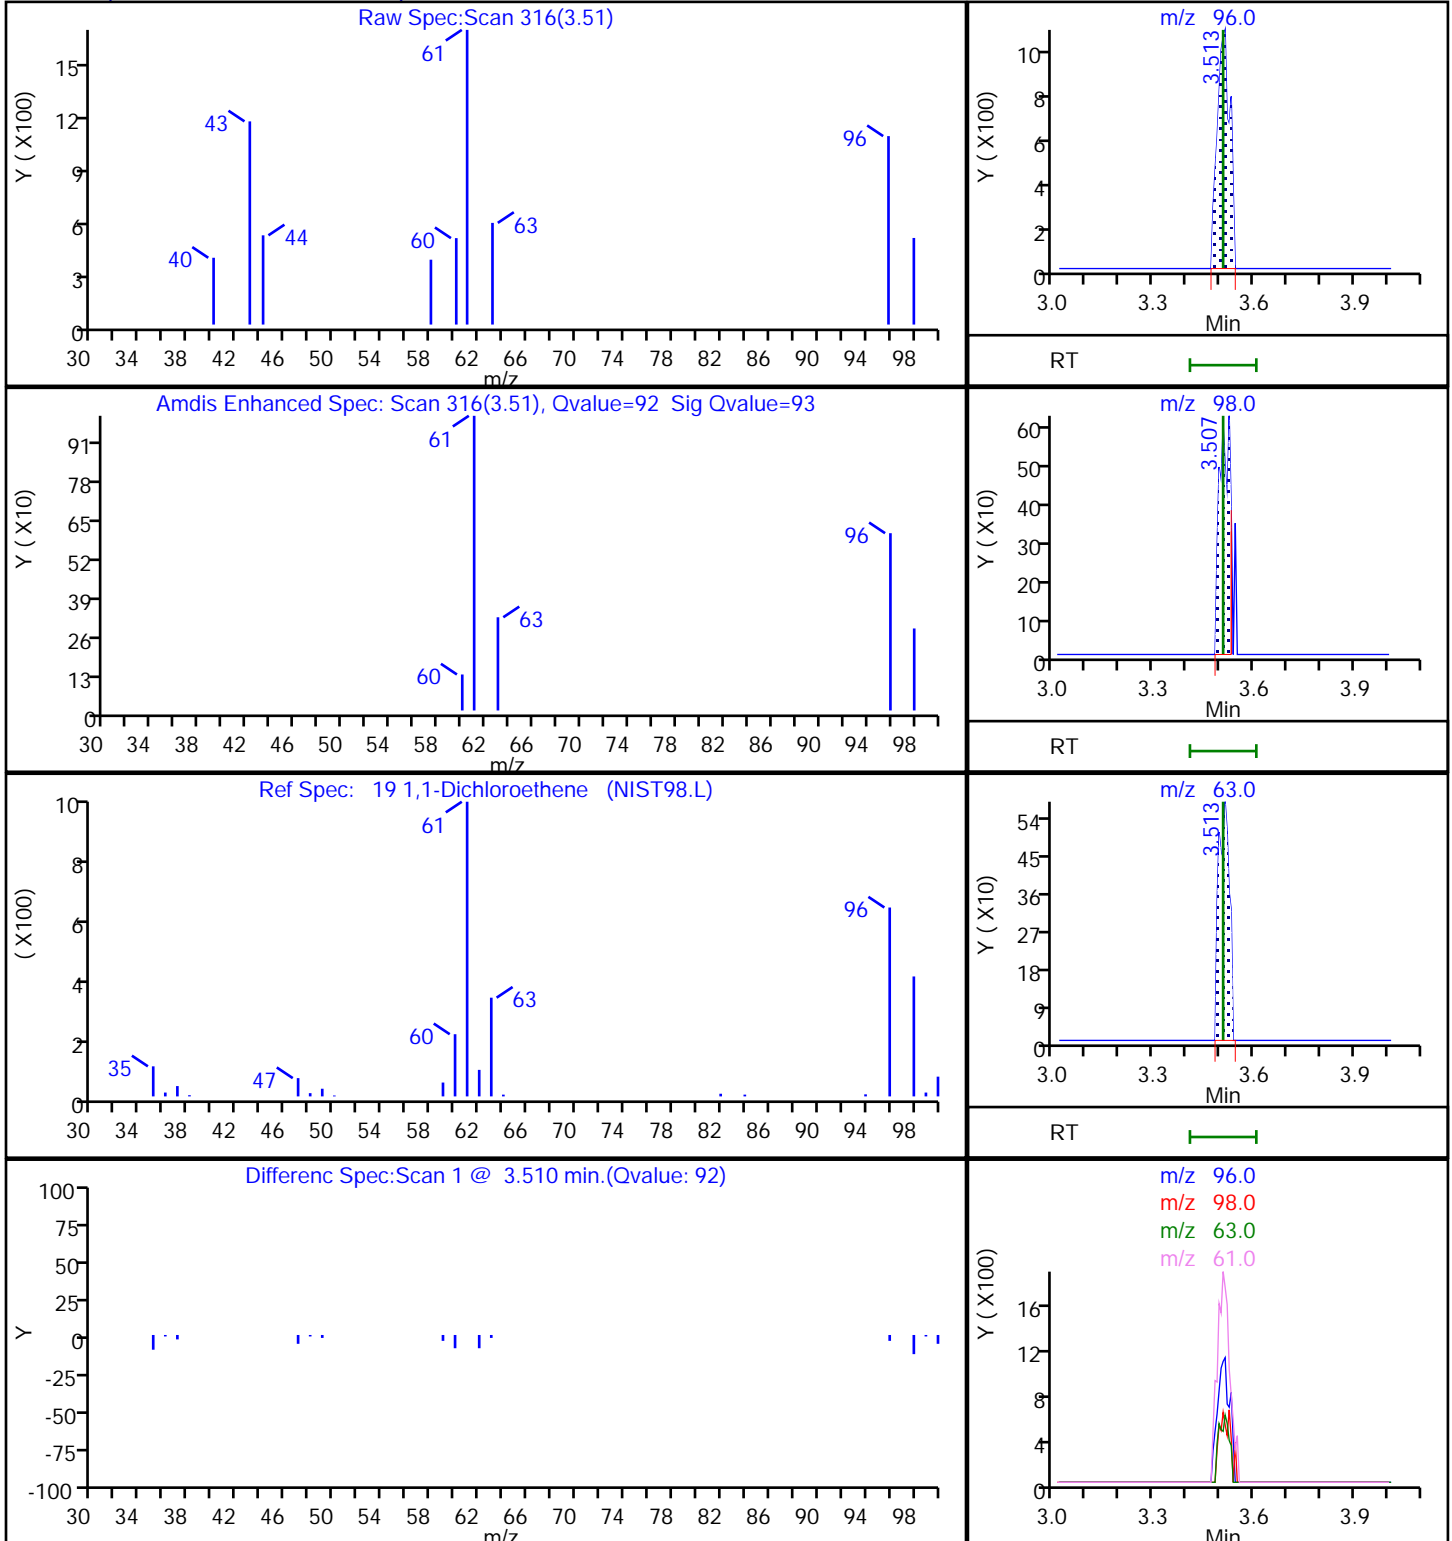 Raw Spec:Scan 316(3.51)
Y ( X100)
15
12
9
6
3
0
61
43
44
40
60
63
96
30 34 38 42 46 50 54 58 62 66 70 74 78 82 86 90 94 98
m/z
m/z 96.0
Y ( X100)
10
8
6
4
2
0
3.513
3.0 3.3 3.6 3.9
Min
RT
Amdis Enhanced Spec: Scan 316(3.51), Qvalue=92 Sig Qvalue=93
Y ( X10)
91
78
65
52
39
26
13
0
61
60
63
96
30 34 38 42 46 50 54 58 62 66 70 74 78 82 86 90 94 98
m/z
m/z 98.0
Y ( X10)
60
50
40
30
20
10
0
3.507
3.0 3.3 3.6 3.9
Min
RT
Ref Spec: 19 1,1-Dichloroethene (NIST98.L)
( X100)
10
8
6
4
2
0
61
96
63
60
35
47
30 34 38 42 46 50 54 58 62 66 70 74 78 82 86 90 94 98
m/z 63.0
Y ( X10)
54
45
36
27
18
9
0
3.513
3.0 3.3 3.6 3.9
Min
RT
Differenc Spec:Scan 1 @ 3.510 min.(Qvalue: 92)
Y
100
75
50
25
0
-25
-50
-75
-100
30 34 38 42 46 50 54 58 62 66 70 74 78 82 86 90 94 98
m/z
m/z 96.0
m/z 98.0
m/z 63.0
m/z 61.0
Y ( X100)
16
12
8
4
0
3.0 3.3 3.6 3.9
Min